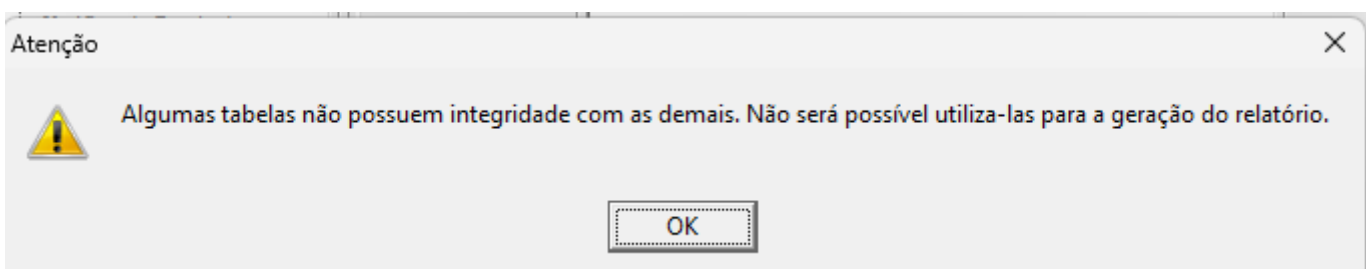 Atenção
Algumas tabelas não possuem integridade com as demais. Não será possível utiliza-las para a geração do relatório.
OK